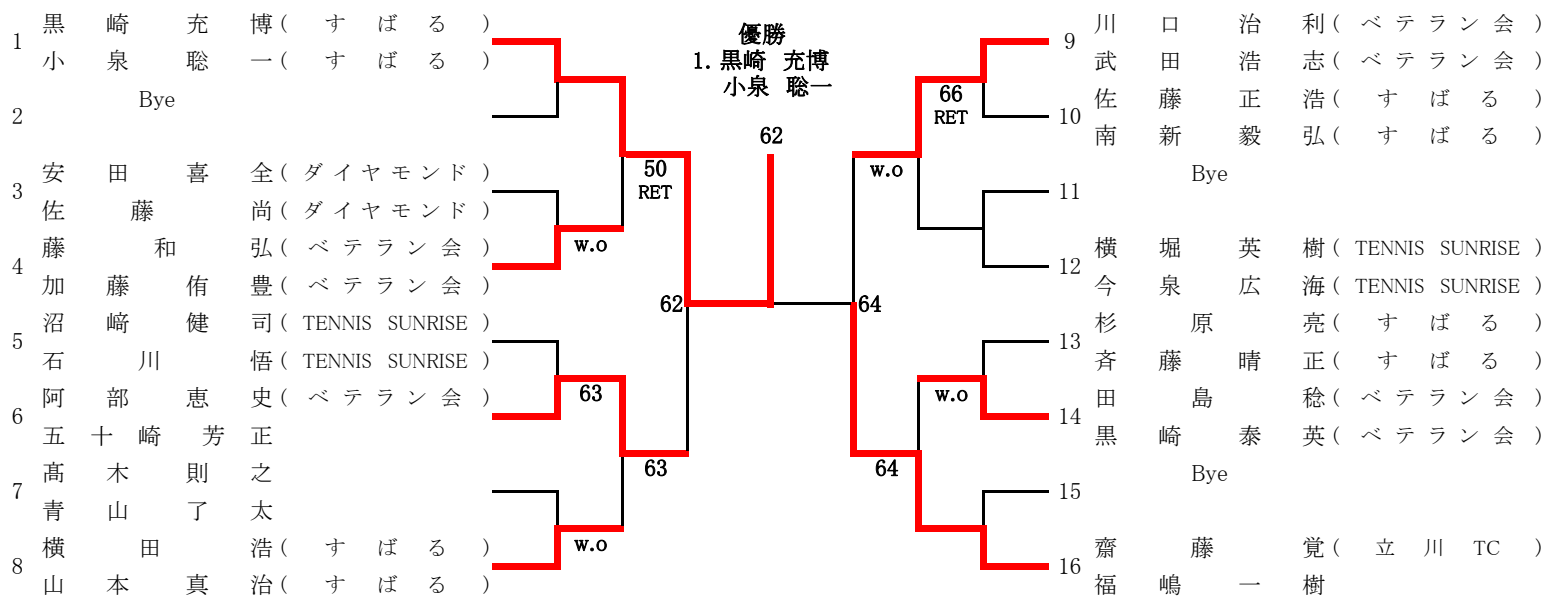 1
黒崎充博(すばる)
小泉聡一(すばる)
2
Bye
3
安田喜全(ダイヤモンド)
佐藤尚(ダイヤモンド)
4
藤和弘(ベテラン会)
加藤侑豊(ベテラン会)
5
沼﨑健司(TENNIS SUNRISE)
石川悟(TENNIS SUNRISE)
6
阿部恵史(ベテラン会)
五十崎芳正
7
髙木則之
青山了太
8
横田浩(すばる)
山本真治(すばる)
w.o
63
w.o
50
RET
63
62
優勝
1. 黒崎 充博
小泉 聡一
62
64
w.o
64
66
RET
w.o
9
川口治利(ベテラン会)
武田浩志(ベテラン会)
10
佐藤正浩(すばる)
南新毅弘(すばる)
11
Bye
12
横堀英樹(TENNIS SUNRISE)
今泉広海(TENNIS SUNRISE)
13
杉原亮(すばる)
斉藤晴正(すばる)
14
田島稔(ベテラン会)
黒崎泰英(ベテラン会)
15
Bye
16
齋藤覚(立川TC)
福嶋一樹